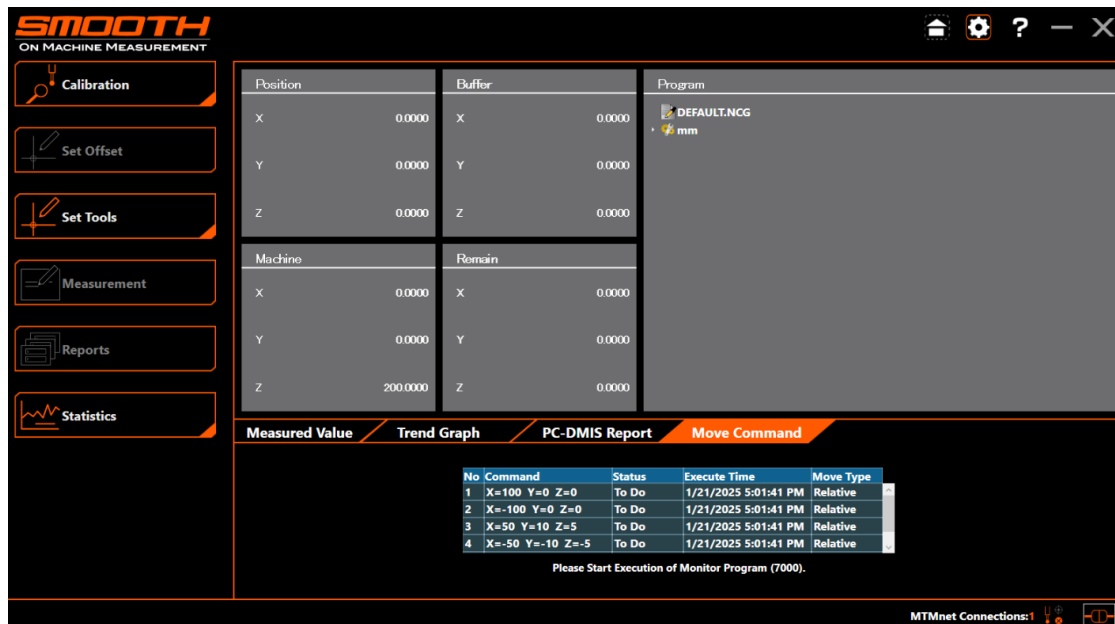 SMOOTH
ON MACHINE MEASUREMENT
?
Calibration
Set Offset
Set Tools
Measurement
Reports
Statistics
Position
X 0.0000
Y 0.0000
Z 0.0000
Buffer
X 0.0000
Y 0.0000
Z 0.0000
Machine
X 0.0000
Y 0.0000
Z 200.0000
Remain
X 0.0000
Y 0.0000
Z 0.0000
Program
DEFAULT.NCG
mm
Measured Value Trend Graph PC-DMIS Report Move Command
No Command Status Execute Time Move Type
1 X=100 Y=0 Z=0 To Do 1/21/2025 5:01:41 PM Relative
2 X=-100 Y=0 Z=0 To Do 1/21/2025 5:01:41 PM Relative
3 X=50 Y=10 Z=5 To Do 1/21/2025 5:01:41 PM Relative
4 X=-50 Y=-10 Z=-5 To Do 1/21/2025 5:01:41 PM Relative
Please Start Execution of Monitor Program (7000).
MTMnet Connections:1